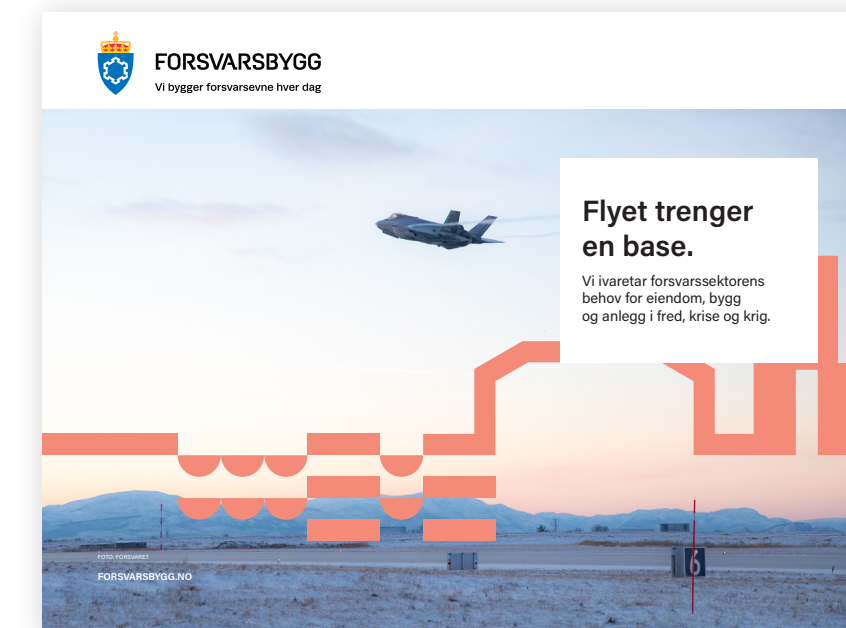 FORSVARSBYGG
Vi bygger forsvarsevne hver dag
Flyet trenger
en base.
Vi ivaretar forsvarssektorens
behov for eiendom, bygg
og anlegg i fred, krise og krig.
6
FOTO: FORSVARET
FORSVARSBYGG.NO